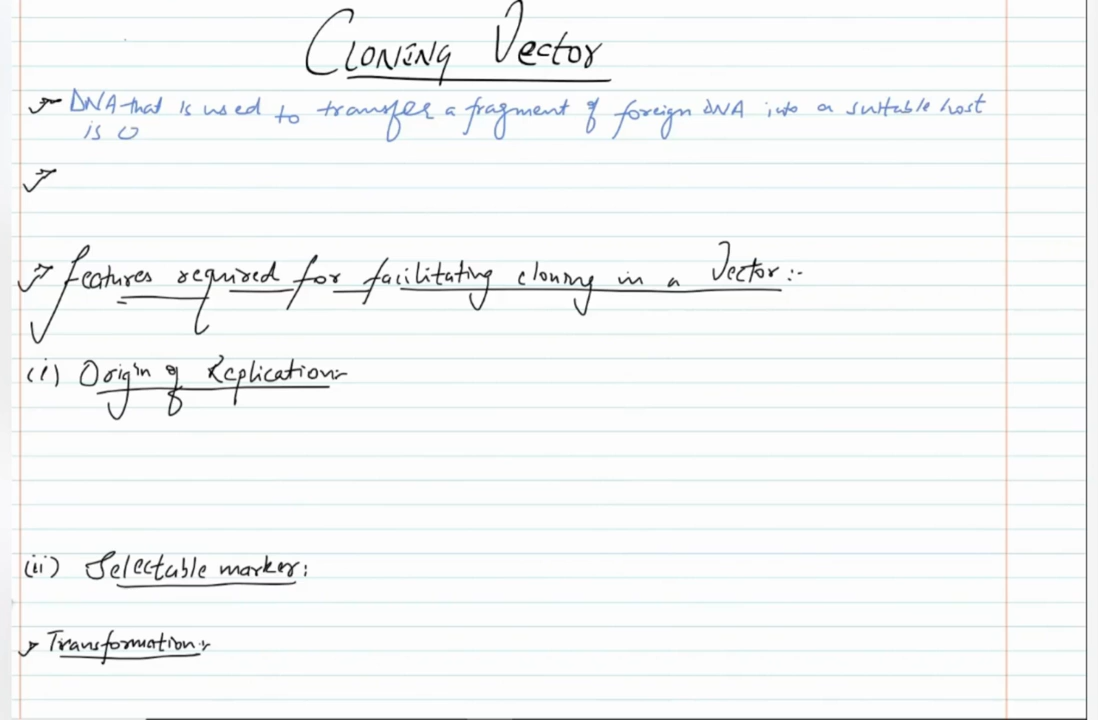 CLONING Vector
DNA that is used to transfer a fragment of foreign DNA into a suitable host
is
features required for facilitating cloning in a Vector :-
(i) Origin of Replication:-
(ii) Selectable marker:
Transformation: